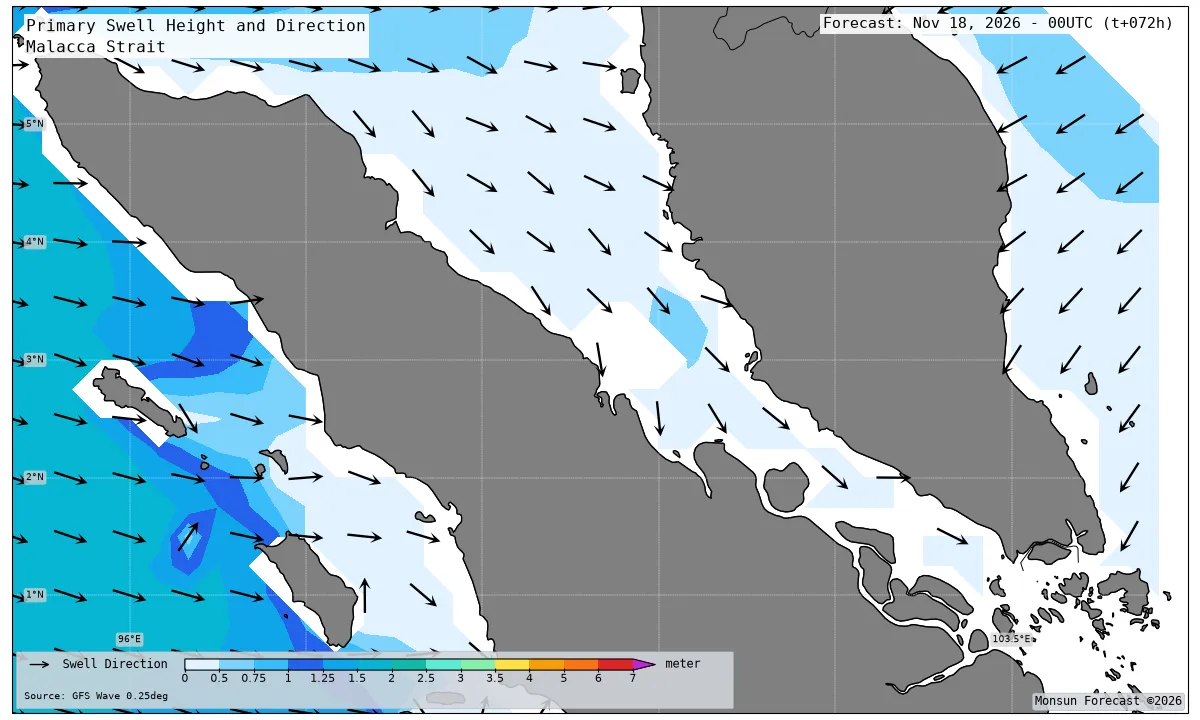 Primary Swell Height and Direction
Malacca Strait
Forecast: Nov 18, 2026 - 00UTC (t+072h)
5°N
4°N
3°N
2°N
1°N
96°E
103.5°E
Swell Direction
meter
0 0.5 0.75 1 1.25 1.5 2 2.5 3 3.5 4 5 6 7
Source: GFS Wave 0.25deg
Monsun Forecast ©2026